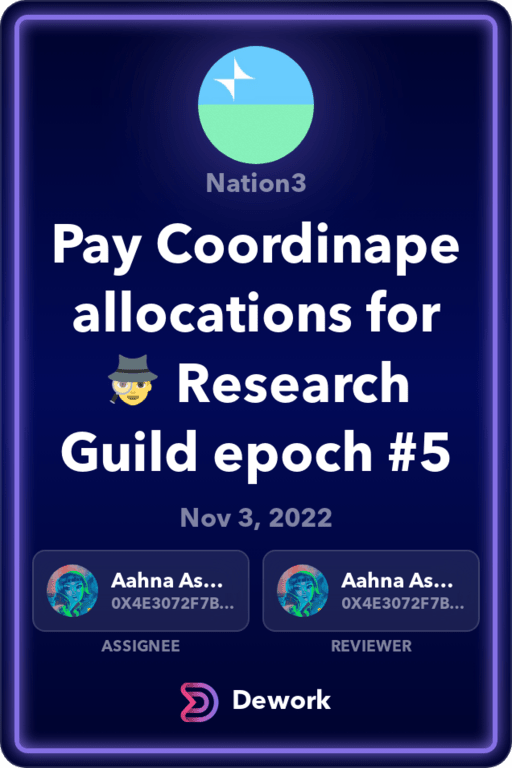 Nation3
Pay Coordinape
allocations for
🕵️ Research
Guild epoch #5
Nov 3, 2022
Aahna As...
0X4E3072F7B...
ASSIGNEE
Aahna As...
0X4E3072F7B...
REVIEWER
Dework